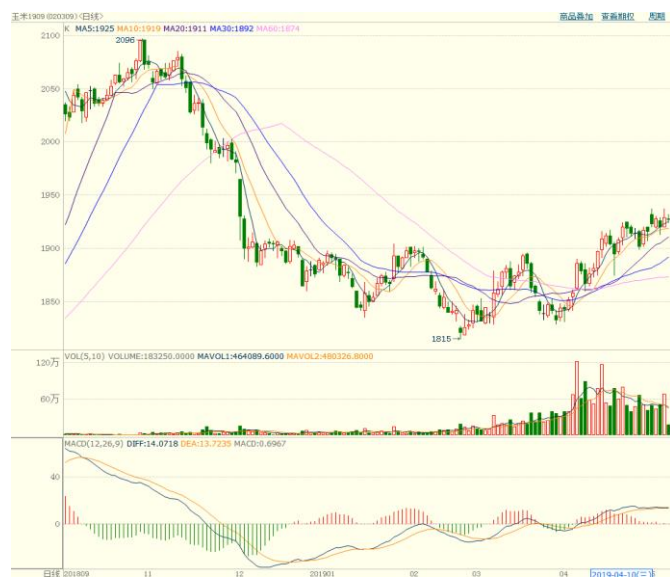 玉米1909 @20309)<日线> 商品叠加 查看期权 周期
K MA5:1925 MA10:1919 MA20:1911 MA30:1892 MA60:1874
2100
2096
2050
2000
1950
1900
1850
1815
VOL(5,10) VOLUME:183250.0000 MAVOL1:464089.6000 MAVOL2:480326.8000
120万
60万
MACD(12,26,9) DIFF:14.0718 DEA:13.7235 MACD:0.6967
40
0
日线 201809 11 12 201901 02 03 04 2019-04-10(三)